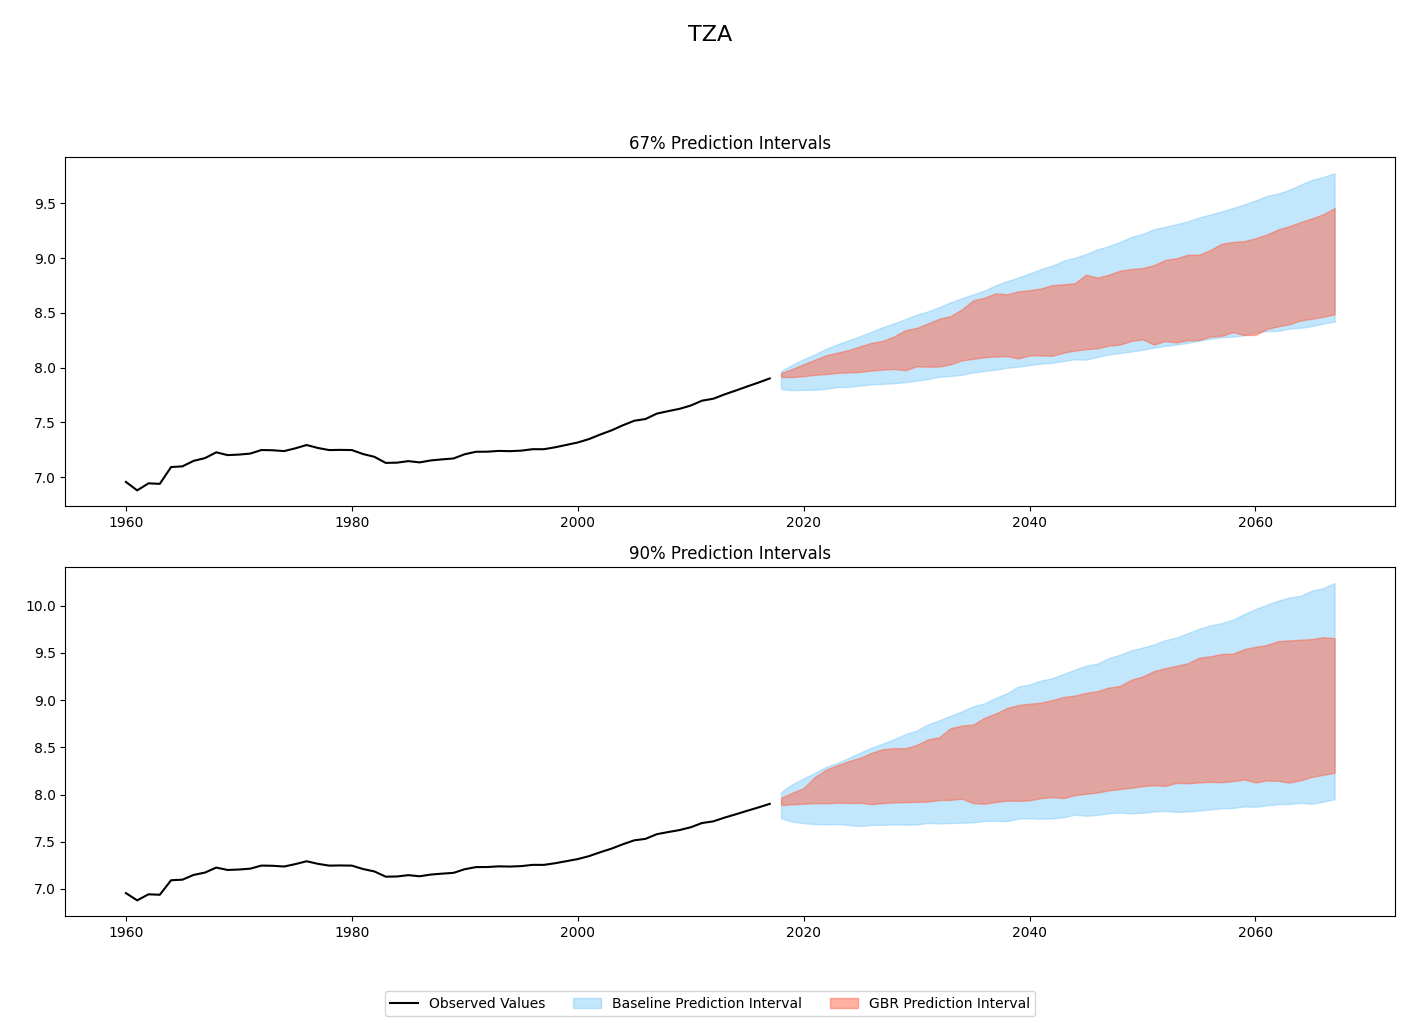 TZA
67% Prediction Intervals
9.5
9.0
8.5
8.0
7.5
7.0
1960 1980 2000 2020 2040 2060
90% Prediction Intervals
10.0
9.5
9.0
8.5
8.0
7.5
7.0
1960 1980 2000 2020 2040 2060
Observed Values Baseline Prediction Interval GBR Prediction Interval